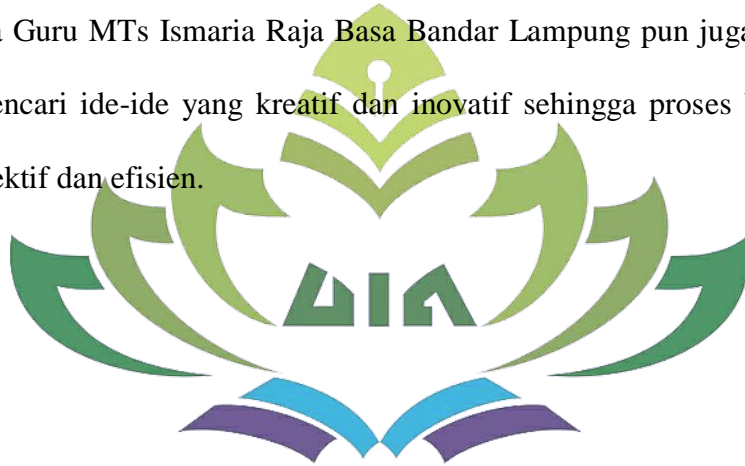 a Guru MTs Ismaria Raja Basa Bandar Lampung pun juga
encari ide-ide yang kreatif dan inovatif sehingga proses
ektif dan efisien.
UIN